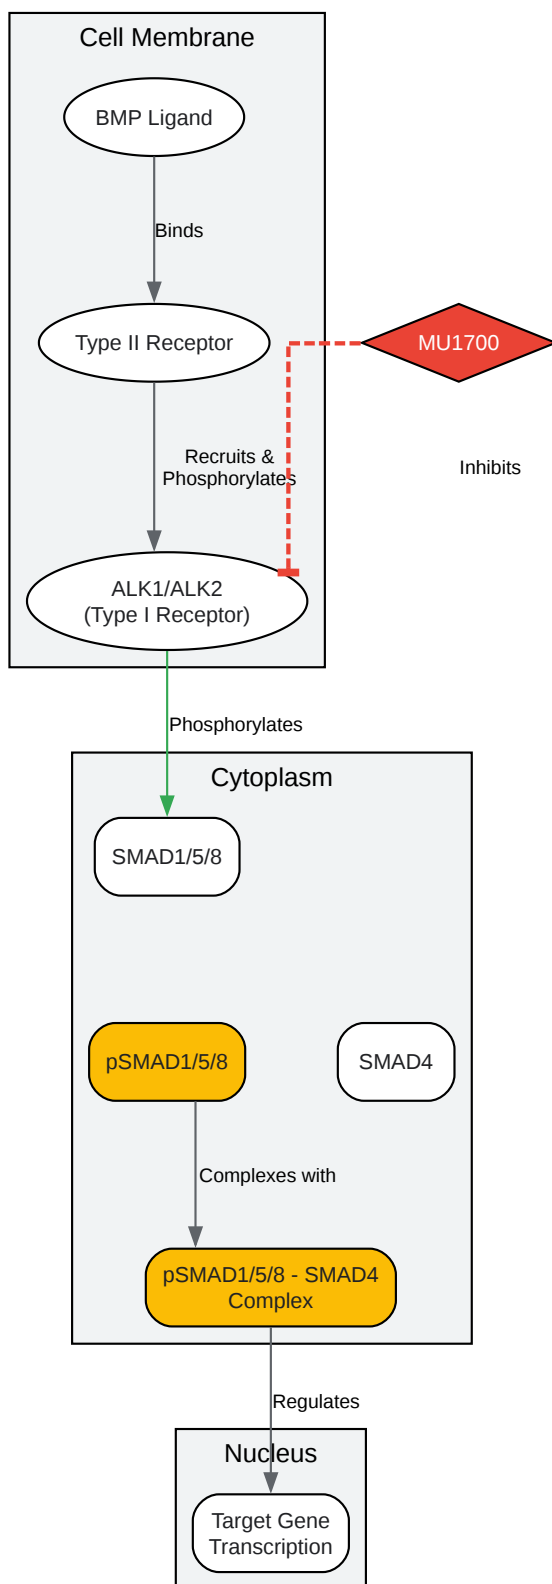 Cell Membrane
BMP Ligand
Binds
Type II Receptor
MU1700
Recruits &
Phosphorylates
Inhibits
ALK1/ALK2
(Type I Receptor)
Phosphorylates
Cytoplasm
SMAD1/5/8
pSMAD1/5/8
SMAD4
Complexes with
pSMAD1/5/8 - SMAD4
Complex
Regulates
Nucleus
Target Gene
Transcription